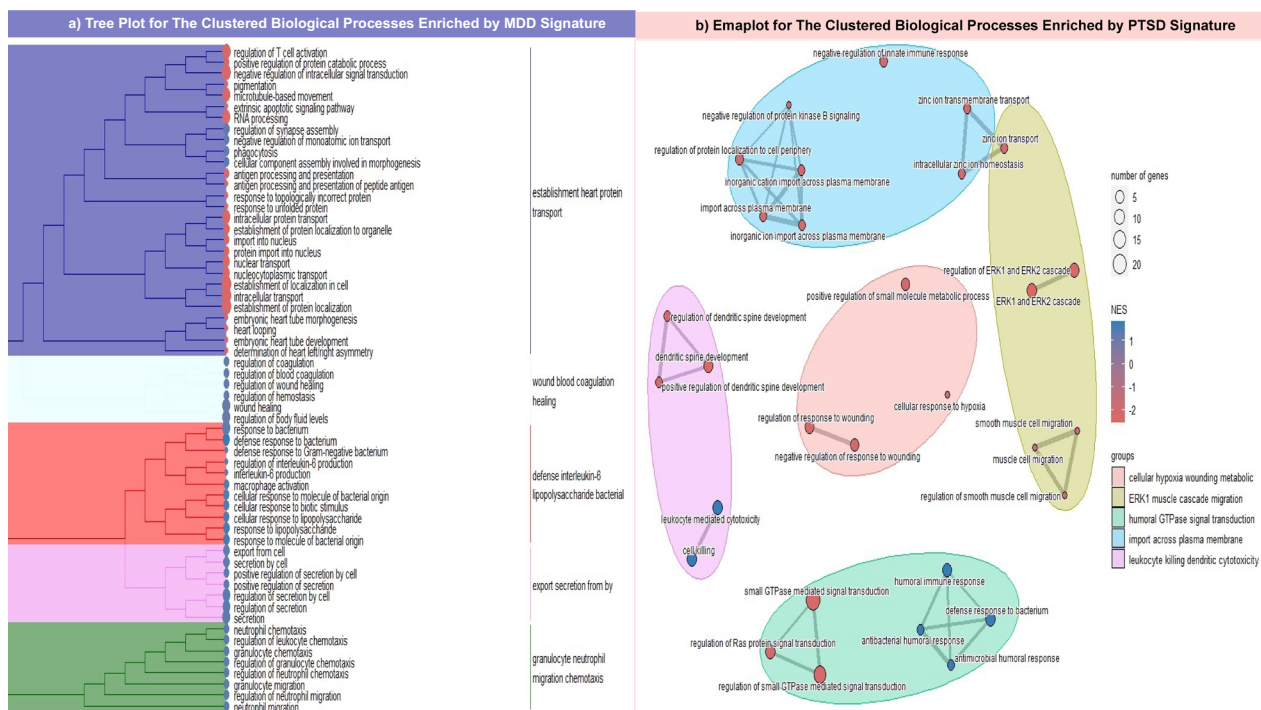 a) Tree Plot for The Clustered Biological Processes Enriched by MDD Signature
regulation of T cell activation
positive regulation of protein catabolic process
negative regulation of intracellular signal transduction
pigmentation
microtubule-based movement
extrinsic apoptotic signaling pathway
RNA processing
regulation of synapse assembly
negative regulation of monoatomic ion transport
phagocytosis
cellular component assembly involved in morphogenesis
antigen processing and presentation
antigen processing and presentation of peptide antigen
response to topologically incorrect protein
response to unfolded protein
intracellular protein transport
establishment of protein localization to organelle
import into nucleus
protein import into nucleus
nuclear transport
nucleocytoplasmic transport
establishment of localization in cell
intracellular transport
establishment of protein localization
embryonic heart tube morphogenesis
heart looping
embryonic heart tube development
determination of heart left/right asymmetry
regulation of coagulation
regulation of blood coagulation
regulation of wound healing
regulation of hemostasis
wound healing
regulation of body fluid levels
response to bacterium
defense response to bacterium
defense response to Gram-negative bacterium
regulation of interleukin-6 production
interleukin-6 production
macrophage activation
cellular response to molecule of bacterial origin
cellular response to biotic stimulus
cellular response to lipopolysaccharide
response to lipopolysaccharide
response to molecule of bacterial origin
export from cell
secretion by cell
positive regulation of secretion by cell
positive regulation of secretion
regulation of secretion by cell
regulation of secretion
secretion
neutrophil chemotaxis
regulation of leukocyte chemotaxis
granulocyte chemotaxis
regulation of granulocyte chemotaxis
regulation of neutrophil chemotaxis
granulocyte migration
regulation of neutrophil migration
neutrophil migration
establishment heart protein
transport
wound blood coagulation
healing
defense interleukin-6
lipopolysaccharide bacterial
export secretion from by
granulocyte neutrophil
migration chemotaxis
b) Emaplot for The Clustered Biological Processes Enriched by PTSD Signature
negative regulation of innate immune response
zinc ion transmembrane transport
negative regulation of protein kinase B signaling
zinc ion transport
regulation of protein localization to cell periphery
intracellular zinc ion homeostasis
inorganic cation import across plasma membrane
import across plasma membrane
inorganic ion import across plasma membrane
regulation of ERK1 and ERK2 cascade
ERK1 and ERK2 cascade
positive regulation of small molecule metabolic process
regulation of dendritic spine development
dendritic spine development
positive regulation of dendritic spine development
cellular response to hypoxia
regulation of response to wounding
negative regulation of response to wounding
smooth muscle cell migration
muscle cell migration
regulation of smooth muscle cell migration
leukocyte mediated cytotoxicity
cell killing
humoral immune response
small GTPase mediated signal transduction
defense response to bacterium
antibacterial humoral response
regulation of Ras protein signal transduction
antimicrobial humoral response
regulation of small GTPase mediated signal transduction
number of genes
5
10
15
20
NES
1
0
-1
-2
groups
cellular hypoxia wounding metabolic
ERK1 muscle cascade migration
humoral GTPase signal transduction
import across plasma membrane
leukocyte killing dendritic cytotoxicity